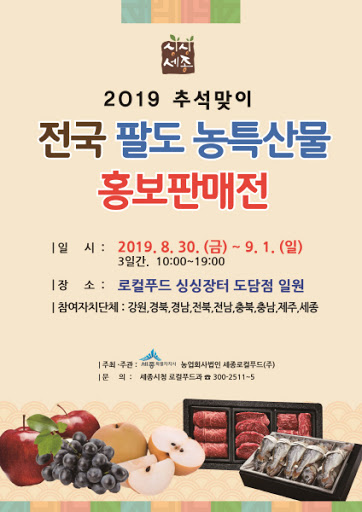 싱싱
세종
2019 추석맞이
전국 팔도 농특산물
홍보판매전
| 일 시 : 2019. 8. 30. (금) ~ 9. 1. (일)
3일간. 10:00~19:00
| 장 소 : 로컬푸드 싱싱장터 도담점 일원
| 참여자치단체 : 강원,경북,경남,전북,전남,충북,충남,제주,세종
| 주최·주관 : 세종특별자치시 농업회사법인 세종로컬푸드(주)
| 문 의 : 세종시청 로컬푸드과 ☎ 300-2511~5